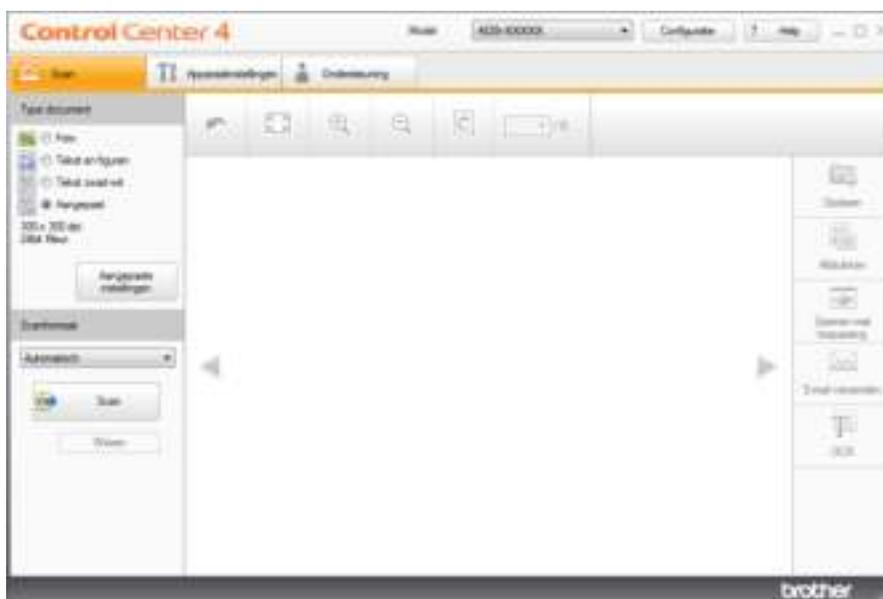 Control Center 4
Model
ADS-XXXXX
Configuratie
? Help
Scan
Apparaatinstellingen
Ondersteuning
Type document
Foto
Tekst en figuren
Tekst zwart-wit
Aangepast
300 x 300 dpi
24bit Kleur
Aangepaste
instellingen
Scanformaat
Automatisch
Scan
Wissen
Opslaan
Afdrukken
Openen met
toepassing
E-mail verzenden
OCR
brother